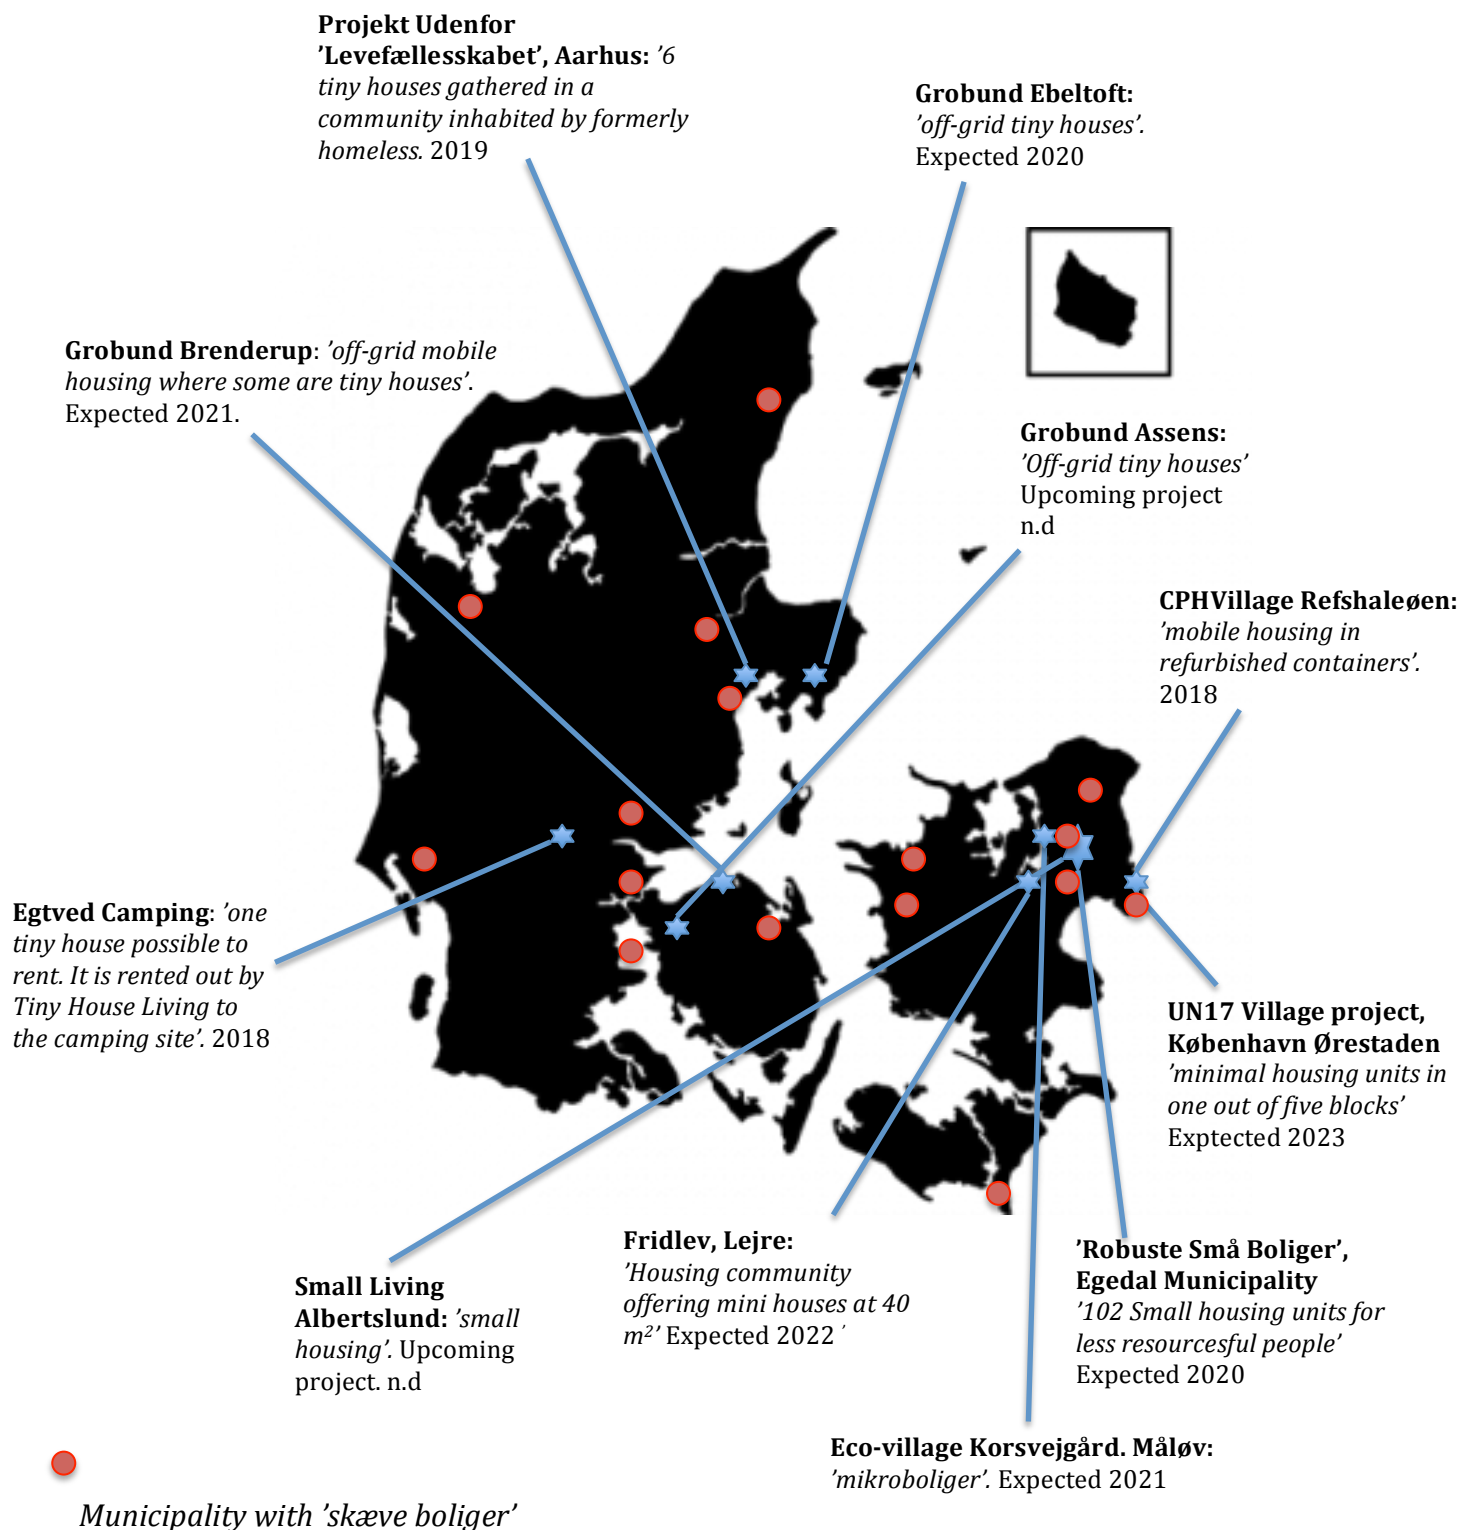 Projekt Udenfor
’Levefællesskabet’, Aarhus: ’6
tiny houses gathered in a
community inhabited by formerly
homeless. 2019
Grobund Ebeltoft:
’off-grid tiny houses’.
Expected 2020
Grobund Brenderup: ’off-grid mobile
housing where some are tiny houses’.
Expected 2021.
Grobund Assens:
’Off-grid tiny houses’
Upcoming project
n.d
CPHVillage Refshaleøen:
’mobile housing in
refurbished containers’.
2018
Egtved Camping: ’one
tiny house possible to
rent. It is rented out by
Tiny House Living to
the camping site’. 2018
UN17 Village project,
København Ørestaden
’minimal housing units in
one out of five blocks’
Exptected 2023
Small Living
Albertslund: ’small
housing’. Upcoming
project. n.d
Fridlev, Lejre:
’Housing community
offering mini houses at 40
m²’ Expected 2022 ’
’Robuste Små Boliger’,
Egedal Municipality
’102 Small housing units for
less resourcesful people’
Expected 2020
Eco-village Korsvejgård. Måløv:
’mikroboliger’. Expected 2021
Municipality with ’skæve boliger’